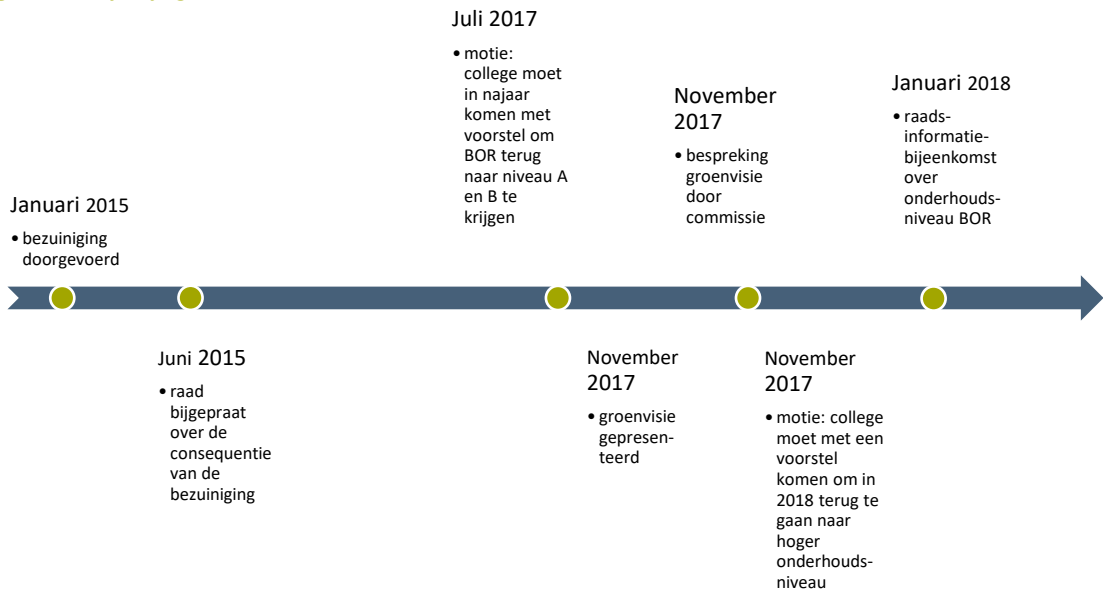 Juli 2017
• motie:
college moet
in najaar
komen met
voorstel om
BOR terug
naar niveau A
en B te
krijgen
November
2017
• bespreking
groenvisie
door
commissie
Januari 2018
• raads-
informatie-
bijeenkomst
over
onderhouds-
niveau BOR
Januari 2015
• bezuiniging
doorgevoerd
Juni 2015
• raad
bijgepraat
over de
consequentie
van de
bezuiniging
November
2017
• groenvisie
gepresen-
teerd
November
2017
• motie: college
moet met een
voorstel
komen om in
2018 terug te
gaan naar
hoger
onderhouds-
niveau